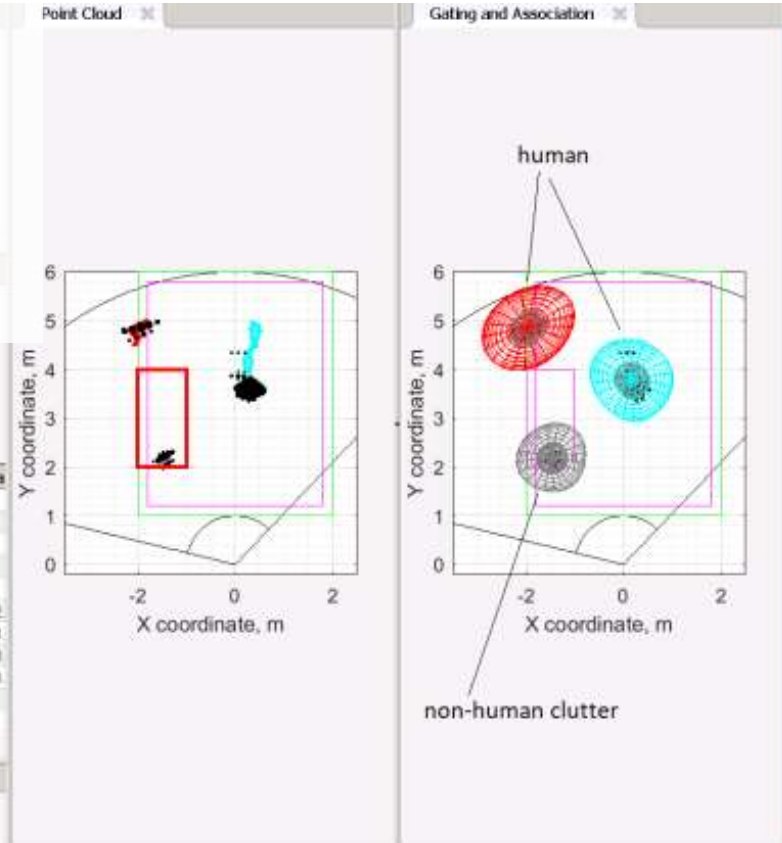 Point Cloud
Gating and Association
human
6
5
4
3
2
1
0
Y coordinate, m
-2 0 2
X coordinate, m
6
5
4
3
2
1
0
Y coordinate, m
-2 0 2
X coordinate, m
non-human clutter